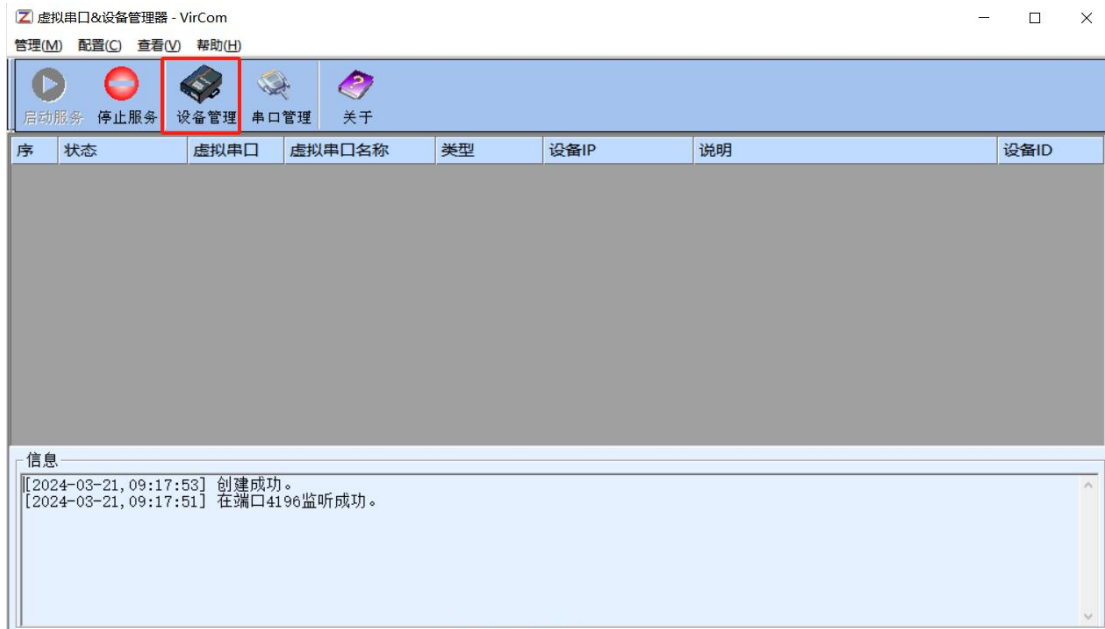 虚拟串口&设备管理器 - VirCom
管理(M) 配置(C) 查看(V) 帮助(H)
启动服务 停止服务 设备管理 串口管理 关于
序 状态 虚拟串口 虚拟串口名称 类型 设备IP 说明 设备ID
信息
[2024-03-21,09:17:53] 创建成功。
[2024-03-21,09:17:51] 在端口4196监听成功。